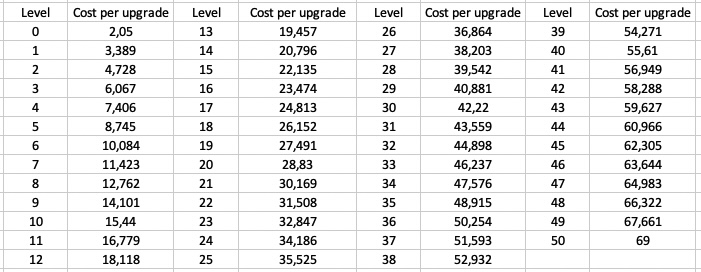 Level Cost per upgrade Level Cost per upgrade Level Cost per upgrade Level Cost per upgrade
0 2,05 13 19,457 26 36,864 39 54,271
1 3,389 14 20,796 27 38,203 40 55,61
2 4,728 15 22,135 28 39,542 41 56,949
3 6,067 16 23,474 29 40,881 42 58,288
4 7,406 17 24,813 30 42,22 43 59,627
5 8,745 18 26,152 31 43,559 44 60,966
6 10,084 19 27,491 32 44,898 45 62,305
7 11,423 20 28,83 33 46,237 46 63,644
8 12,762 21 30,169 34 47,576 47 64,983
9 14,101 22 31,508 35 48,915 48 66,322
10 15,44 23 32,847 36 50,254 49 67,661
11 16,779 24 34,186 37 51,593 50 69
12 18,118 25 35,525 38 52,932